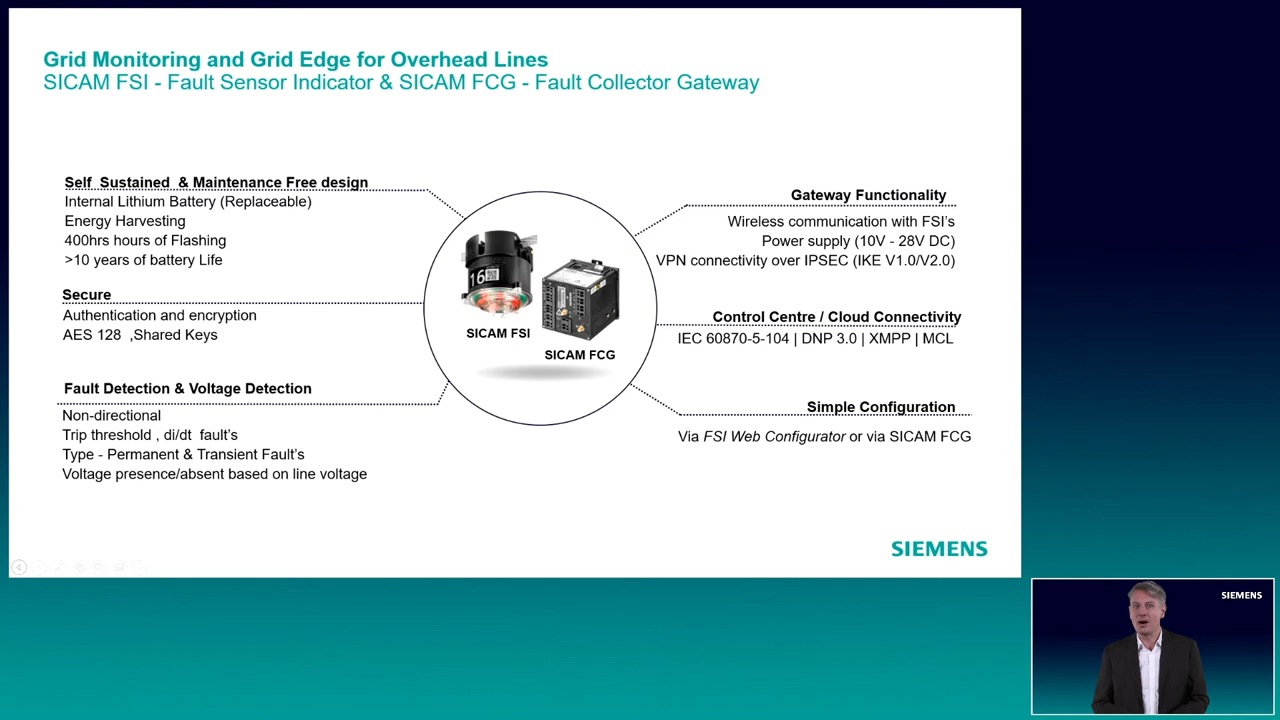 Grid Monitoring and Grid Edge for Overhead Lines
SICAM FSI - Fault Sensor Indicator & SICAM FCG - Fault Collector Gateway
Self Sustained & Maintenance Free design
Internal Lithium Battery (Replaceable)
Energy Harvesting
400hrs hours of Flashing
>10 years of battery Life
Secure
Authentication and encryption
AES 128 ,Shared Keys
Fault Detection & Voltage Detection
Non-directional
Trip threshold , di/dt fault's
Type - Permanent & Transient Fault's
Voltage presence/absent based on line voltage
16
SICAM FSI
SICAM FCG
Gateway Functionality
Wireless communication with FSI's
Power supply (10V - 28V DC)
VPN connectivity over IPSEC (IKE V1.0/V2.0)
Control Centre / Cloud Connectivity
IEC 60870-5-104 | DNP 3.0 | XMPP | MCL
Simple Configuration
Via FSI Web Configurator or via SICAM FCG
SIEMENS
SIEMENS